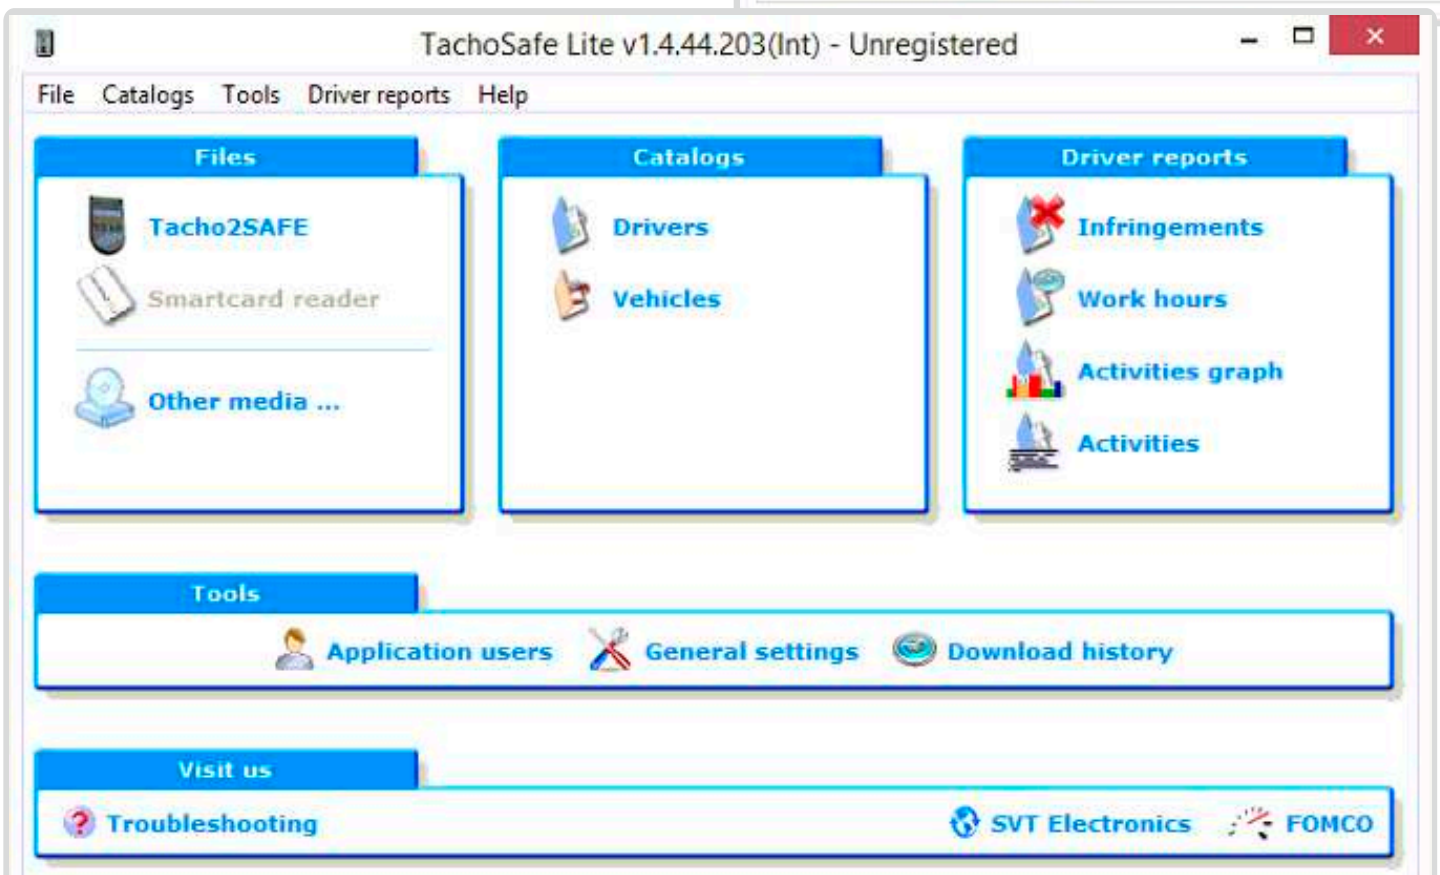 TachoSafe Lite v1.4.44.203(Int) - Unregistered
File Catalogs Tools Driver reports Help
Files
Tacho2SAFE
Smartcard reader
Other media ...
Catalogs
Drivers
Vehicles
Driver reports
Infringements
Work hours
Activities graph
Activities
Tools
Application users General settings Download history
Visit us
Troubleshooting SVT Electronics FOMCO